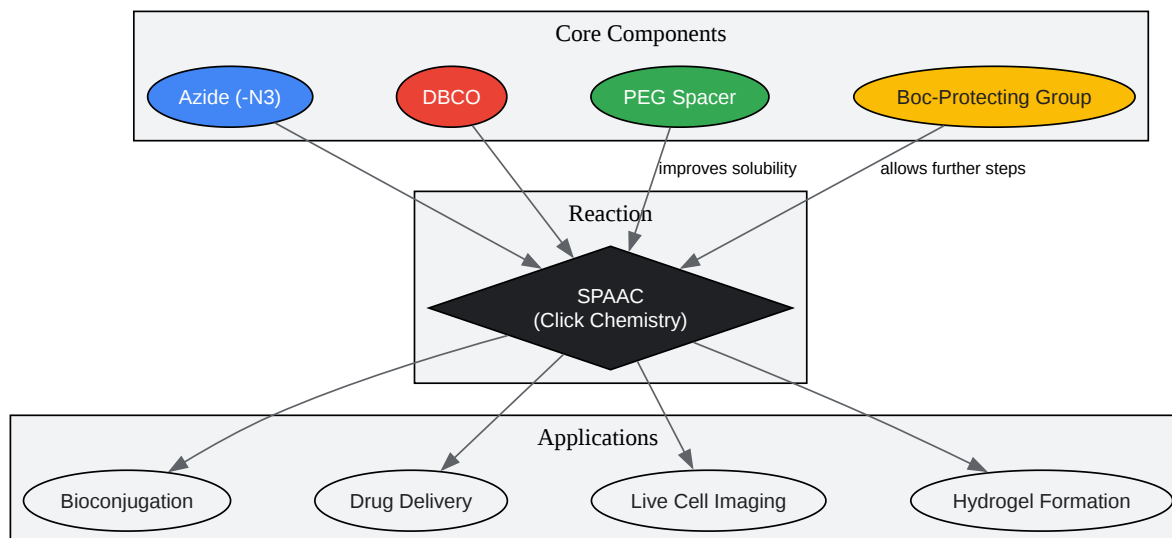 Core Components
Azide (-N3)
DBCO
PEG Spacer
Boc-Protecting Group
improves solubility
allows further steps
Reaction
SPAAC
(Click Chemistry)
Applications
Bioconjugation
Drug Delivery
Live Cell Imaging
Hydrogel Formation